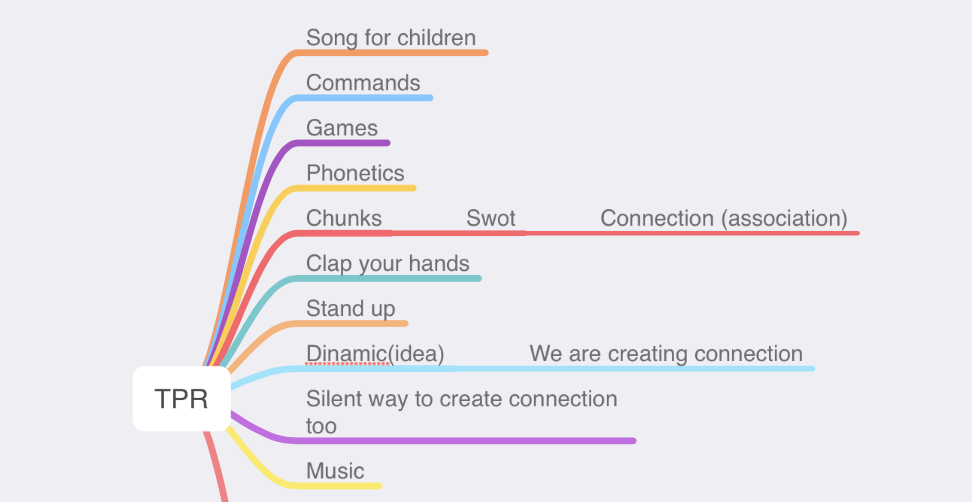 Song for children
Commands
Games
Phonetics
Chunks Swot Connection (association)
Clap your hands
Stand up
Dinamic(idea) We are creating connection
TPR
Silent way to create connection
too
Music